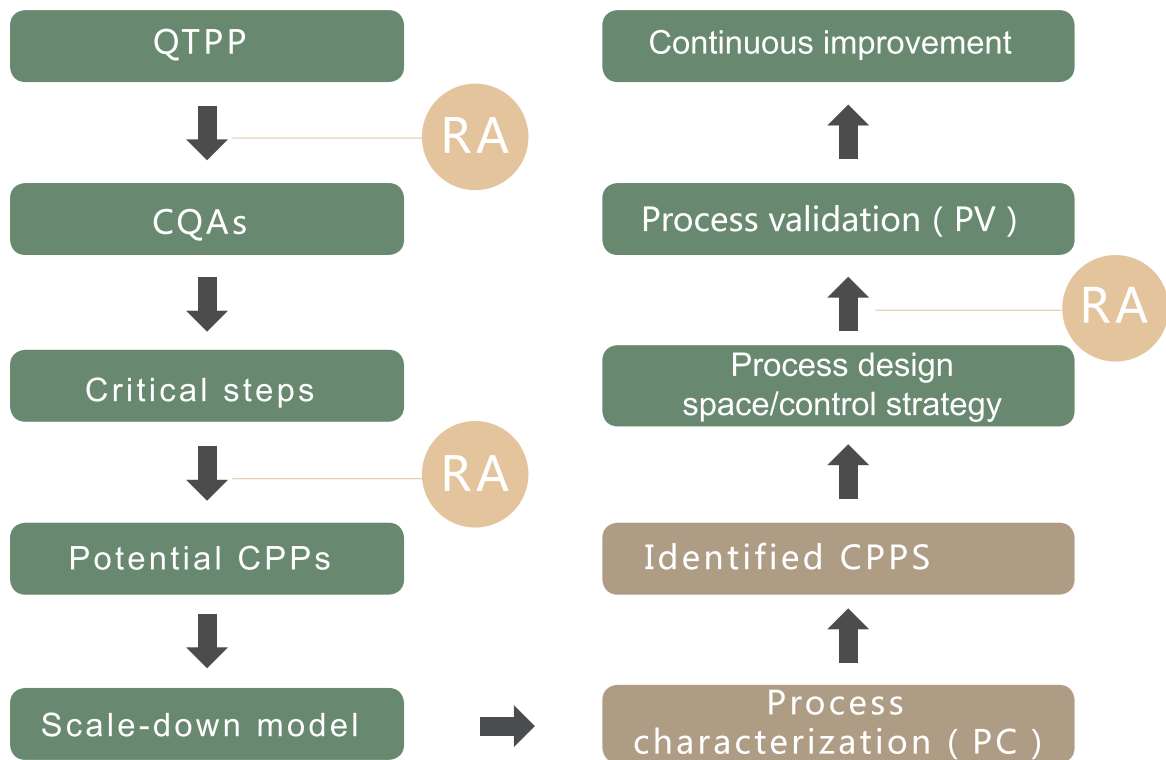 QTPP
RA
CQAs
Critical steps
RA
Potential CPPs
Scale-down model
Process
characterization ( PC )
Identified CPPS
Process design
space/control strategy
RA
Process validation ( PV )
Continuous improvement